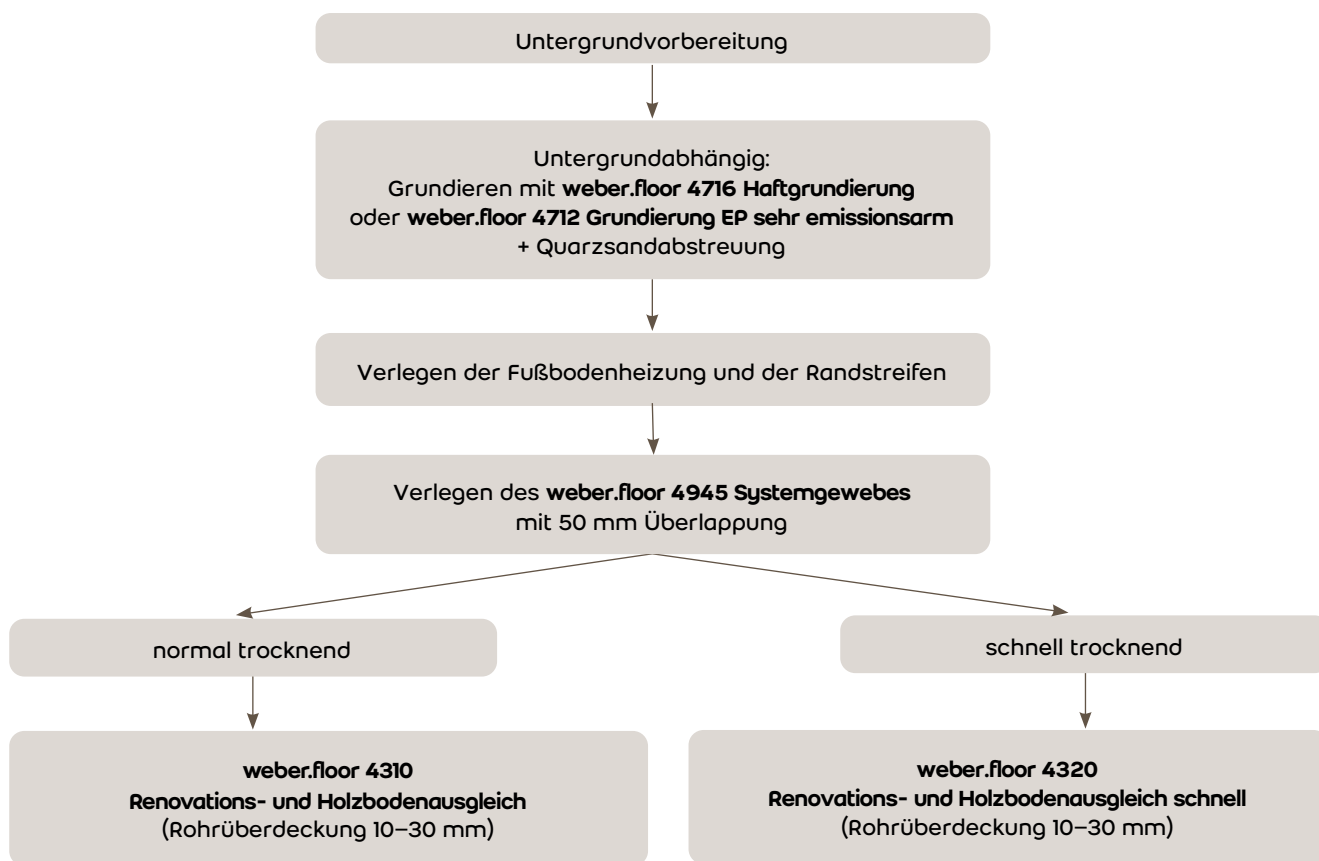 Untergrundvorbereitung
Untergrundabhängig:
Grundieren mit weber.floor 4716 Haftgrundierung
oder weber.floor 4712 Grundierung EP sehr emissionsarm
+ Quarzsandabstreuung
Verlegen der Fußbodenheizung und der Randstreifen
Verlegen des weber.floor 4945 Systemgewebes
mit 50 mm Überlappung
normal trocknend
schnell trocknend
weber.floor 4310
Renovations- und Holzbodenausgleich
(Rohrüberdeckung 10–30 mm)
weber.floor 4320
Renovations- und Holzbodenausgleich schnell
(Rohrüberdeckung 10–30 mm)